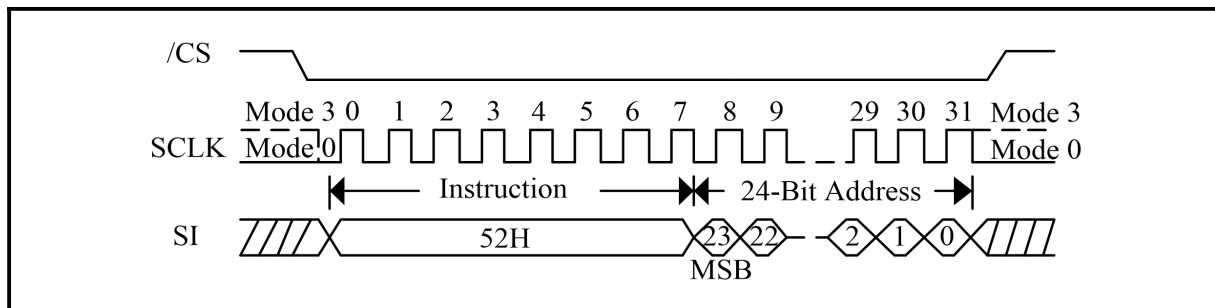 /CS
Mode 3 0 1 2 3 4 5 6 7 8 9 29 30 31 Mode 3
SCLK Mode 0 Mode 0
Instruction 24-Bit Address
SI 52H 23 22 2 1 0
MSB